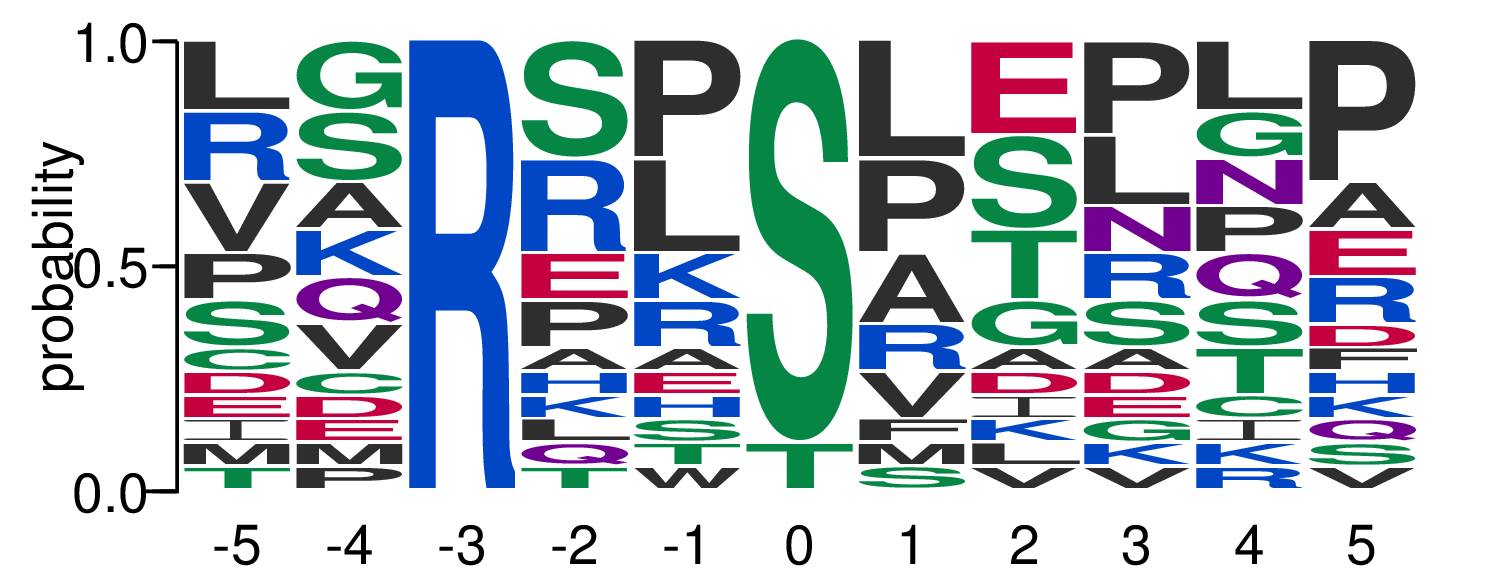 probability
1.0
0.5
0.0
L R V P S C D E I M T
G S A K Q V C D E M P
R
S R E P A H K L Q T
P L K R A E H S T W
S T
L P A R V F M S
E S T G A D I K L V
P L N R S A D E G K V
L G N P Q S T C I K R
P A E R D F H K Q S V
-5 -4 -3 -2 -1 0 1 2 3 4 5